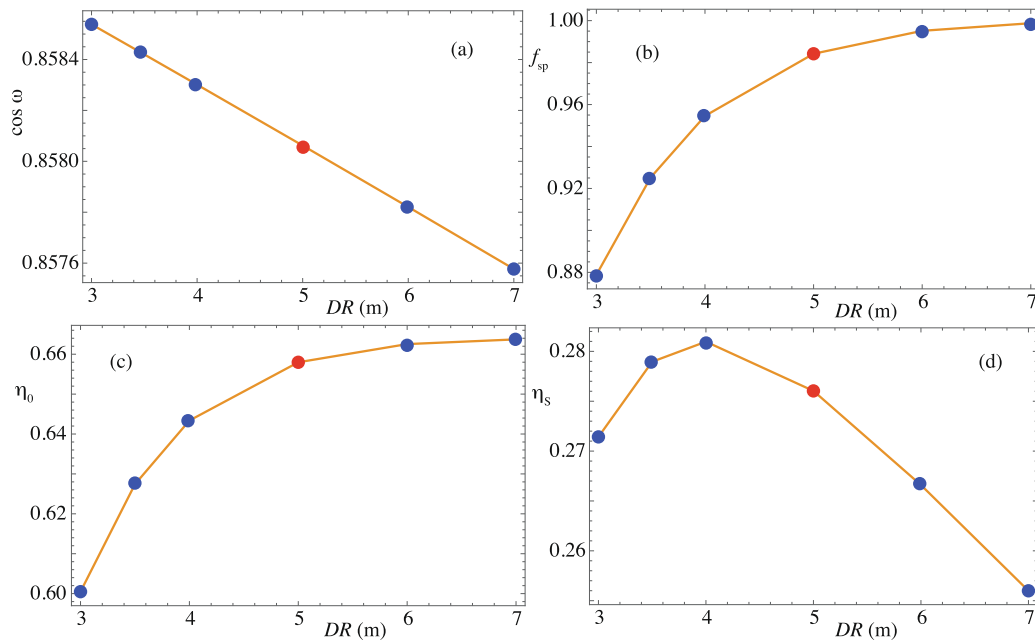 (a)
cos ω
0.8584
0.8580
0.8576
3 4 5 6 7
DR (m)
(b)
f_sp
1.00
0.96
0.92
0.88
3 4 5 6 7
DR (m)
(c)
η_0
0.66
0.64
0.62
0.60
3 4 5 6 7
DR (m)
(d)
η_S
0.28
0.27
0.26
3 4 5 6 7
DR (m)